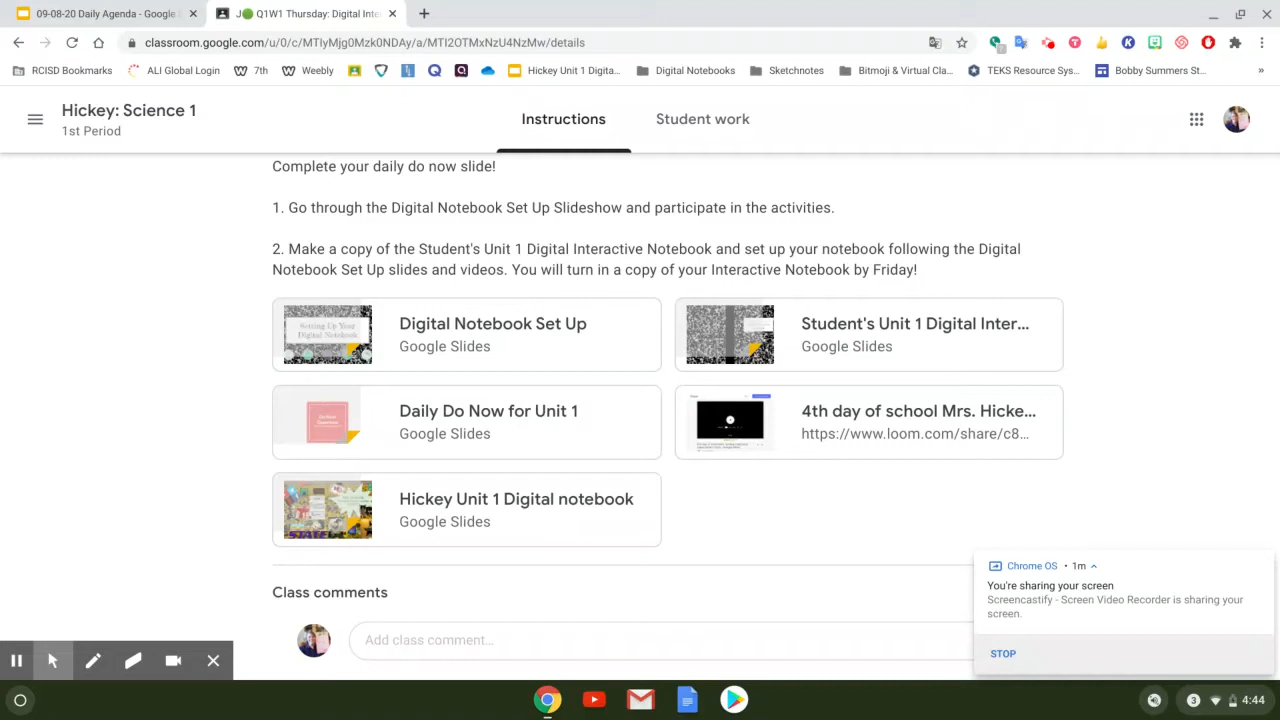 09-08-20 Daily Agenda - Google
J Q1W1 Thursday: Digital Inte
classroom.google.com/u/0/c/MTIyMjg0Mzk0NDAy/a/MTI2OTMxNzU4NzMw/details
RCISD Bookmarks
ALI Global Login
7th
Weebly
Hickey Unit 1 Digita...
Digital Notebooks
Sketchnotes
Bitmoji & Virtual Cla...
TEKS Resource Sys...
Bobby Summers St...
»
Hickey: Science 1
1st Period
Instructions
Student work
Complete your daily do now slide!
1. Go through the Digital Notebook Set Up Slideshow and participate in the activities.
2. Make a copy of the Student's Unit 1 Digital Interactive Notebook and set up your notebook following the Digital
Notebook Set Up slides and videos. You will turn in a copy of your Interactive Notebook by Friday!
Setting Up Your
Digital Notebook
Digital Notebook Set Up
Google Slides
Student's Unit 1 Digital Inter...
Google Slides
Daily Do Now for Unit 1
Google Slides
4th day of school Mrs. Hicke...
https://www.loom.com/share/c8...
STATE
Hickey Unit 1 Digital notebook
Google Slides
Class comments
Add class comment...
Chrome OS • 1m
You're sharing your screen
Screencastify - Screen Video Recorder is sharing your
screen.
STOP
3
4:44